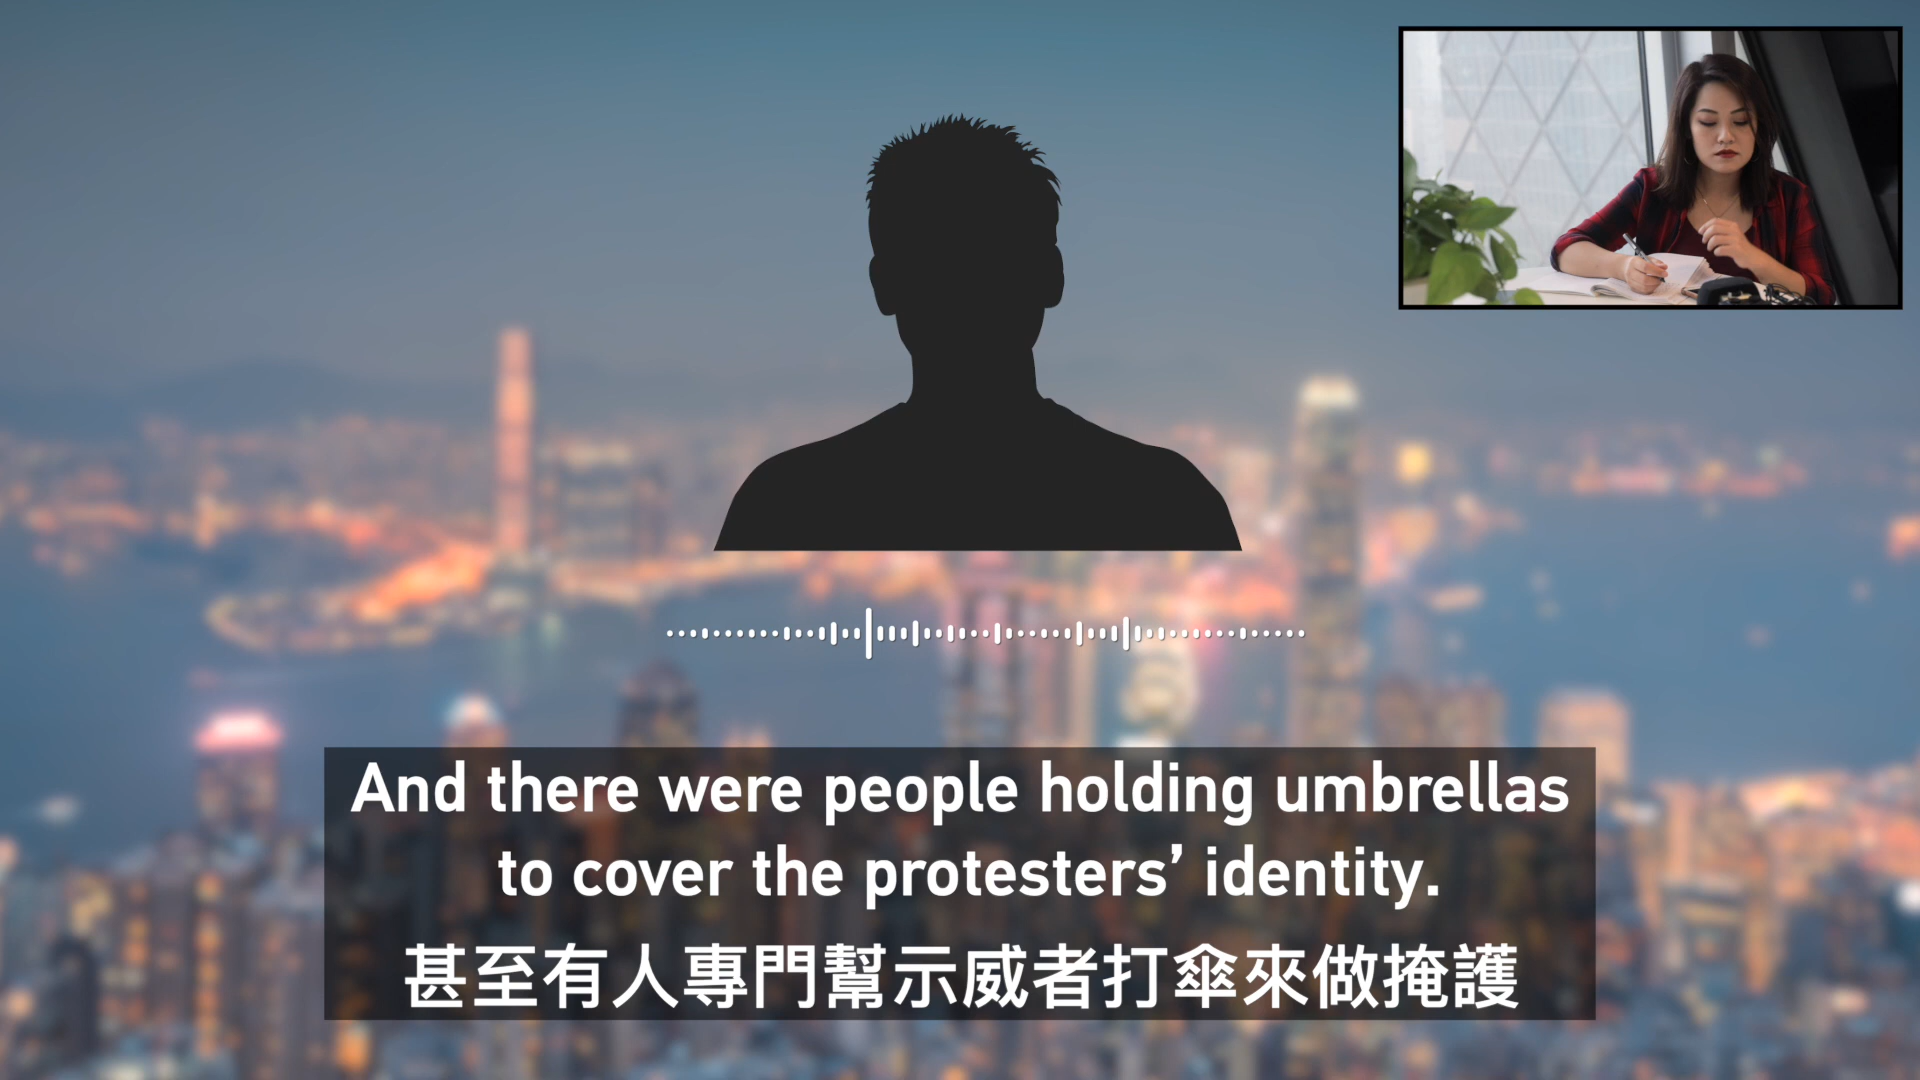 And there were people holding umbrellas
to cover the protesters’ identity.
甚至有人專門幫示威者打傘來做掩護